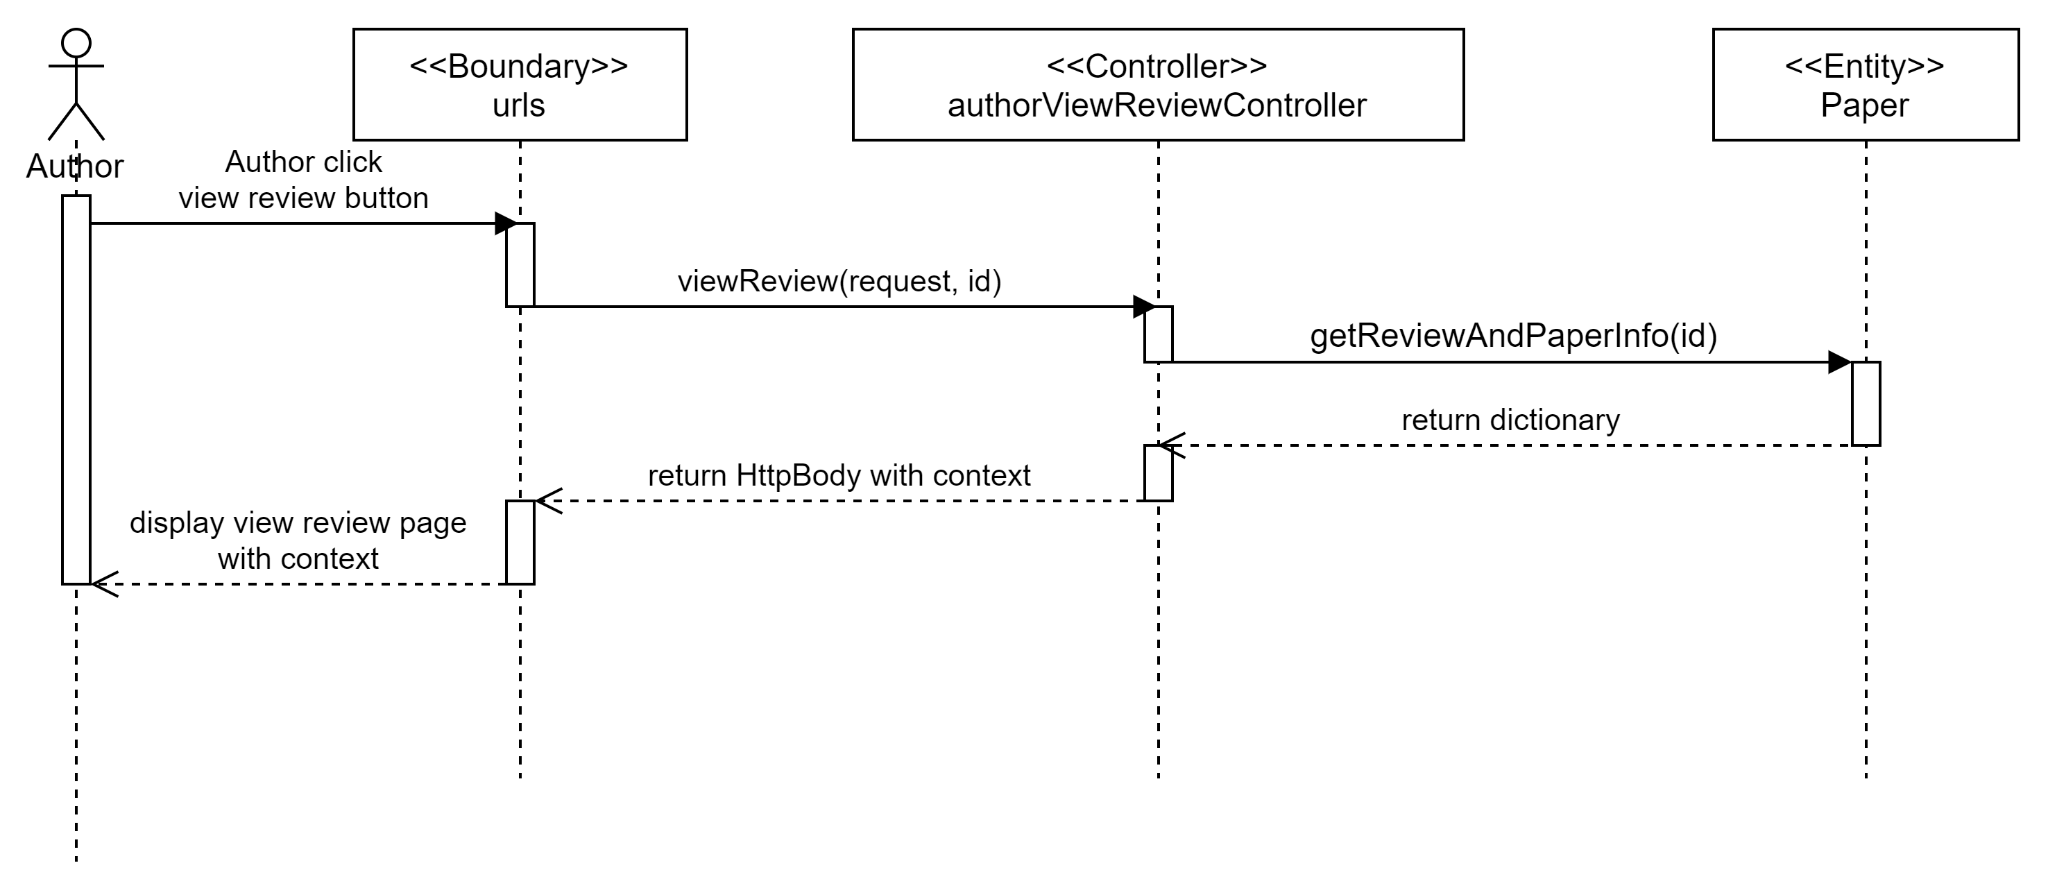 <<Boundary>>
urls
<<Controller>>
authorViewReviewController
<<Entity>>
Paper
Author
Author click
view review button
viewReview(request, id)
getReviewAndPaperInfo(id)
return dictionary
return HttpBody with context
display view review page
with context